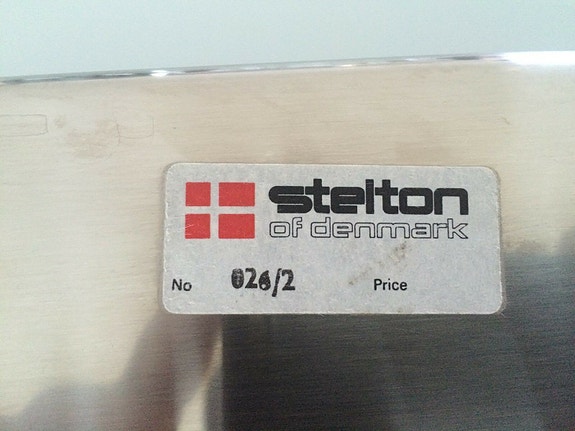 stelton
of denmark
No 026/2 Price